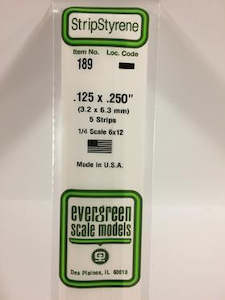 StripStyrene
Item No. Loc. Code
189
.125 x .250"
(3.2 x 6.3 mm)
5 Strips
1/4 Scale 6x12
Made in U.S.A.
evergreen
scale models
Des Plaines, IL 60018